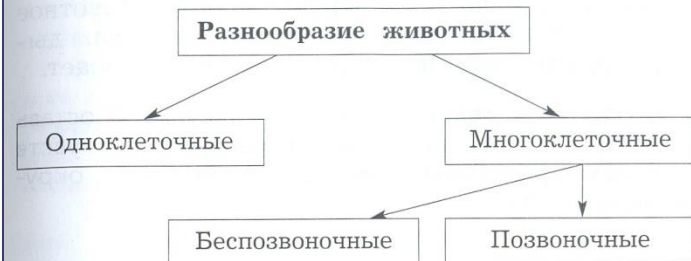 Разнообразие животных
Одноклеточные
Многоклеточные
Беспозвоночные
Позвоночные